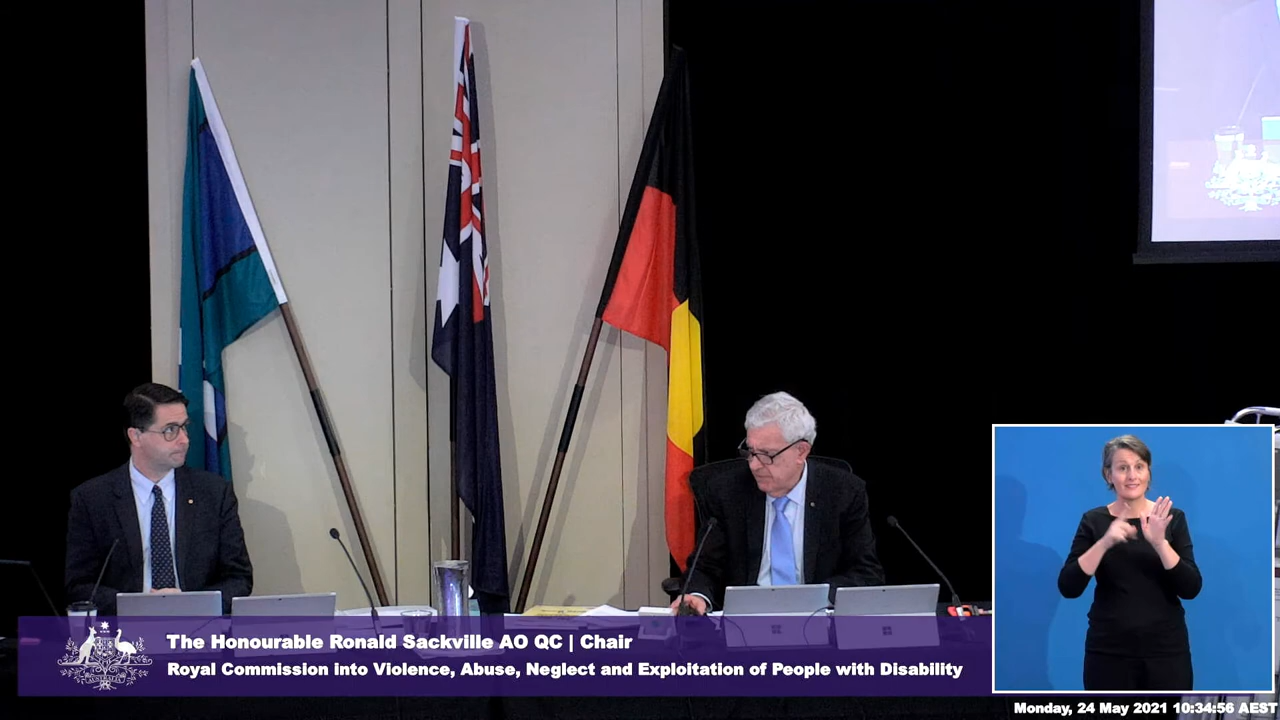 The Honourable Ronald Sackville AO QC | Chair
Royal Commission into Violence, Abuse, Neglect and Exploitation of People with Disability
AUSTRALIA
Monday, 24 May 2021 10:34:56 AEST